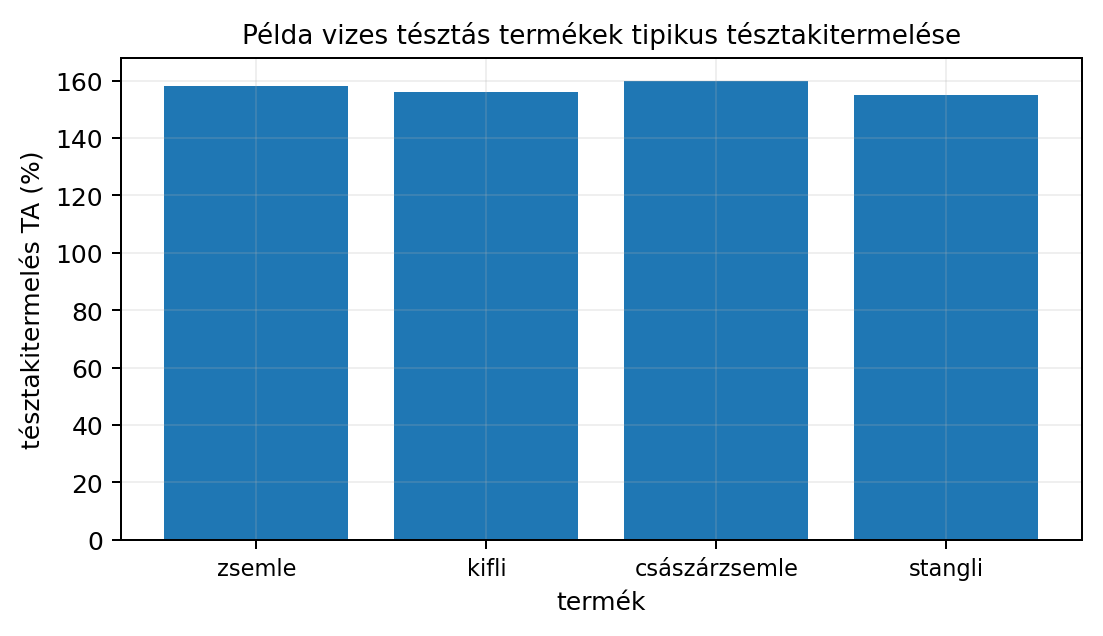 Példa vizes tésztás termékek tipikus tésztakitermelése
tésztakitermelés TA (%)
160
140
120
100
80
60
40
20
0
zsemle kifli császárzsemle stangli
termék